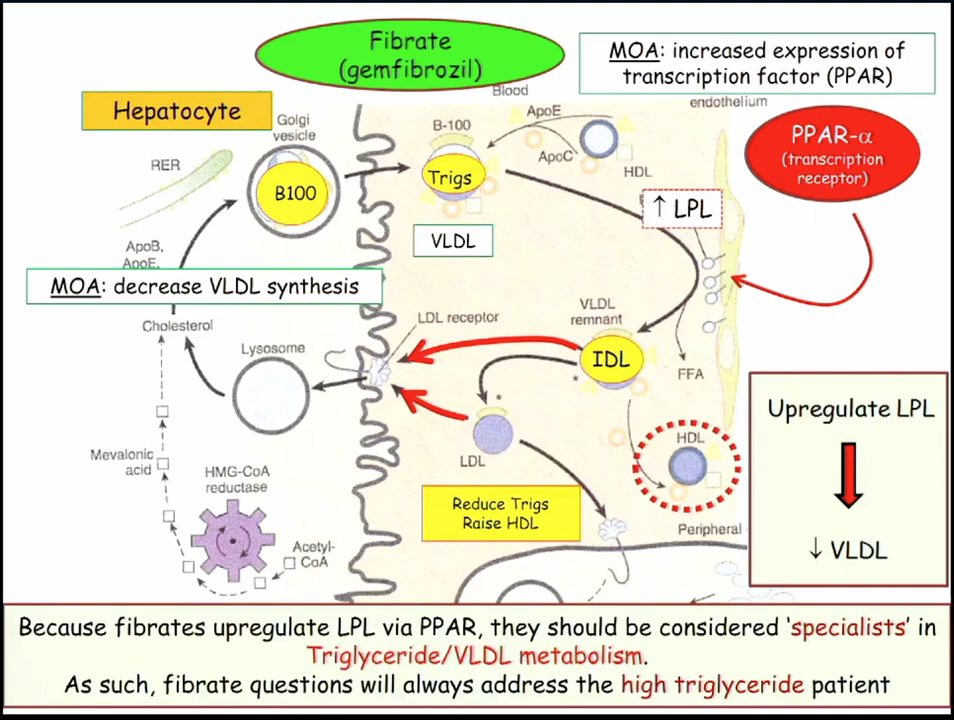 Fibrate
(gemfibrozil)
MOA: increased expression of
transcription factor (PPAR)
Blood
endothelium
Hepatocyte
Golgi
vesicle
RER
B100
B-100
Trigs
VLDL
ApoE
ApoC
HDL
↑ LPL
PPAR-α
(transcription
receptor)
ApoB,
ApoE,
MOA: decrease VLDL synthesis
Cholesterol
Lysosome
LDL receptor
VLDL
remnant
IDL
*
FFA
*
LDL
HDL
Mevalonic
acid
HMG-CoA
reductase
Acetyl-
CoA
Reduce Trigs
Raise HDL
Peripheral
Upregulate LPL
↓ VLDL
Because fibrates upregulate LPL via PPAR, they should be considered ‘specialists’ in
Triglyceride/VLDL metabolism.
As such, fibrate questions will always address the high triglyceride patient